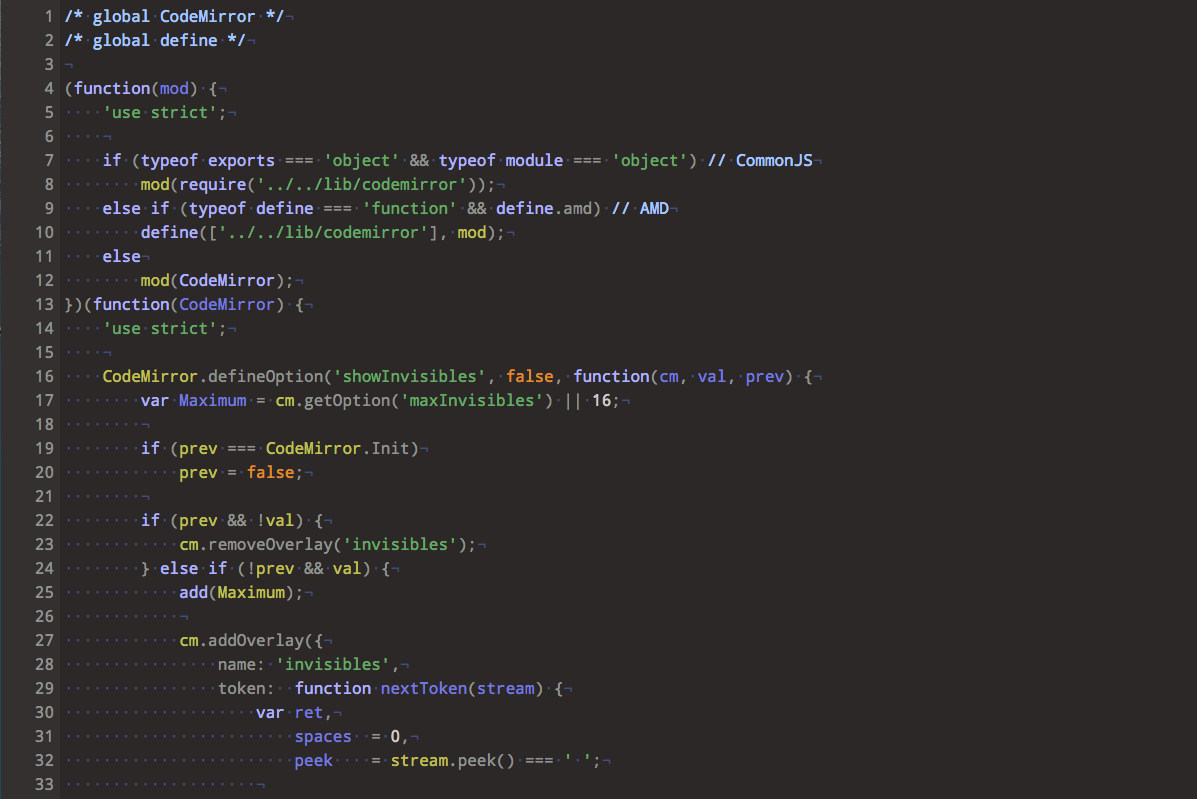 1 /* global CodeMirror */¬
2 /* global define */¬
3 ¬
4 (function(mod) {¬
5 ····'use strict';¬
6 ····¬
7 ····if (typeof exports === 'object' && typeof module === 'object') // CommonJS¬
8 ········mod(require('../../lib/codemirror'));¬
9 ····else if (typeof define === 'function' && define.amd) // AMD¬
10 ········define(['../../lib/codemirror'], mod);¬
11 ····else¬
12 ········mod(CodeMirror);¬
13 })(function(CodeMirror) {¬
14 ····'use strict';¬
15 ····¬
16 ····CodeMirror.defineOption('showInvisibles', false, function(cm, val, prev) {¬
17 ········var Maximum = cm.getOption('maxInvisibles') || 16;¬
18 ········¬
19 ········if (prev === CodeMirror.Init)¬
20 ············prev = false;¬
21 ········¬
22 ········if (prev && !val) {¬
23 ············cm.removeOverlay('invisibles');¬
24 ········} else if (!prev && val) {¬
25 ············add(Maximum);¬
26 ············¬
27 ············cm.addOverlay({¬
28 ················name: 'invisibles',¬
29 ················token:··function nextToken(stream) {¬
30 ····················var ret,¬
31 ························spaces··= 0,¬
32 ························peek····= stream.peek() === ' ';¬
33 ····················¬